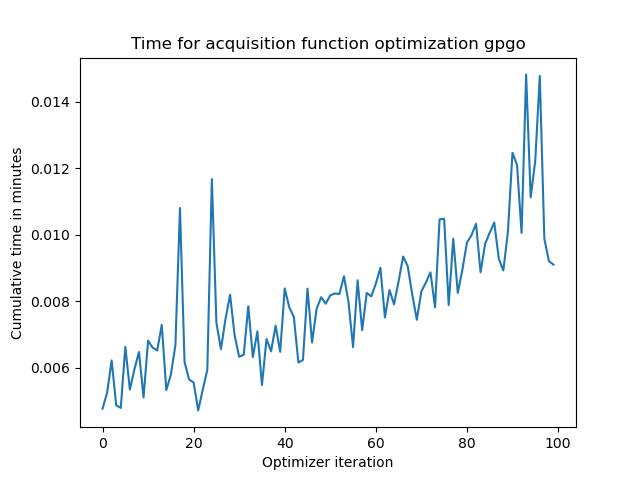 Time for acquisition function optimization gpgo
0.014
0.012
0.010
0.008
0.006
Cumulative time in minutes
0 20 40 60 80 100
Optimizer iteration